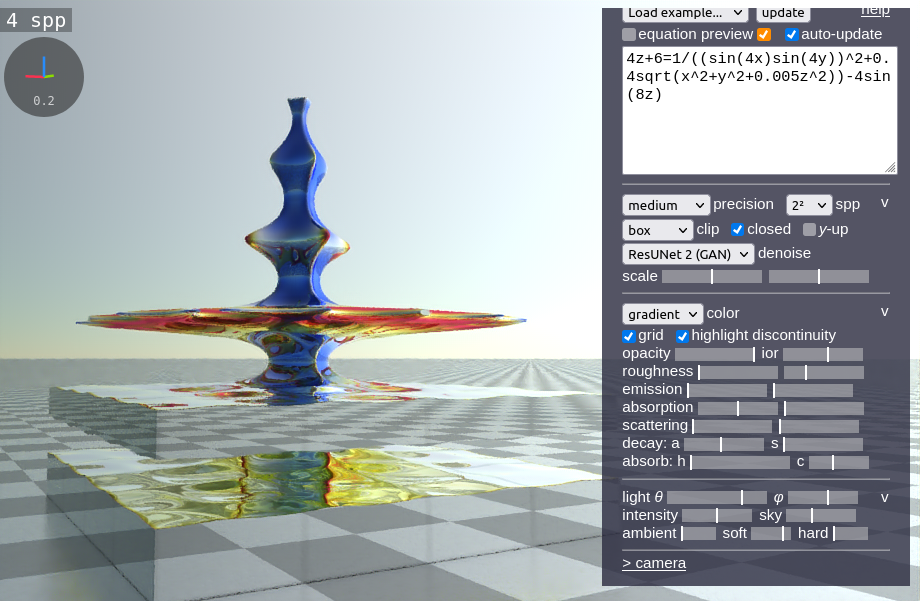 4 spp
0.2
Load example... update help
equation preview auto-update
4z+6=1/((sin(4x)sin(4y))^2+0.
4sqrt(x^2+y^2+0.005z^2))-4sin
(8z)
medium precision 2² spp v
box clip closed y-up
ResUNet 2 (GAN) denoise
scale
gradient color v
grid highlight discontinuity
opacity ior
roughness
emission
absorption
scattering
decay: a s
absorb: h c
light θ φ v
intensity sky
ambient soft hard
> camera